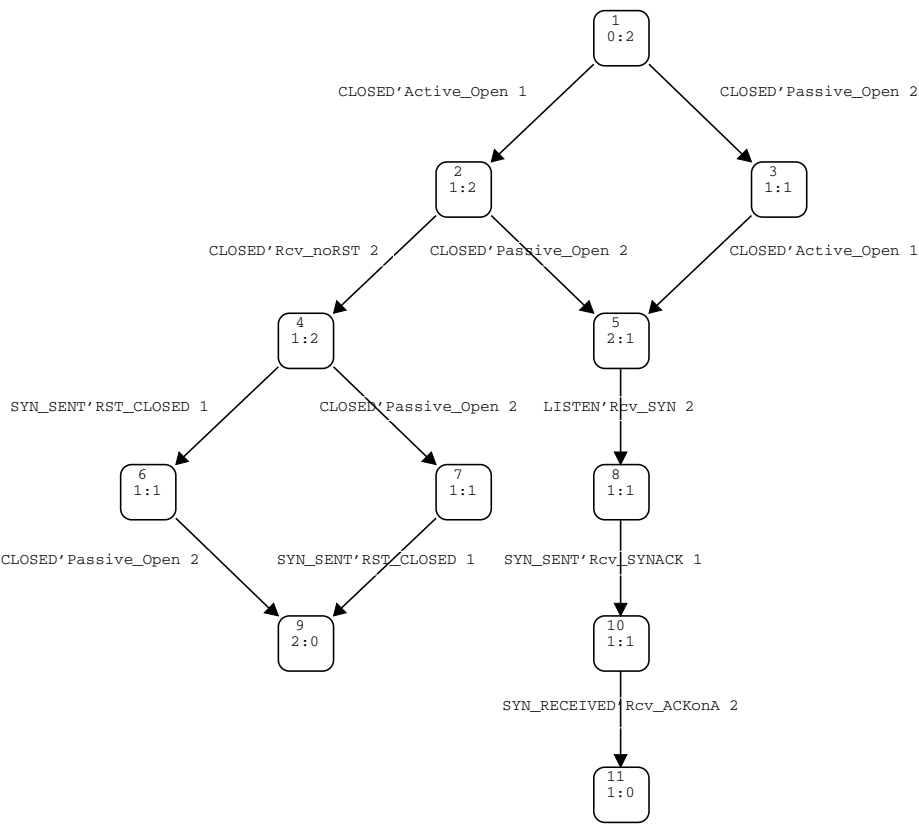 1
0:2
CLOSED'Active_Open 1
CLOSED'Passive_Open 2
2
1:2
3
1:1
CLOSED'Rcv_noRST 2
CLOSED'Passive_Open 2
CLOSED'Active_Open 1
4
1:2
5
2:1
SYN_SENT'RST_CLOSED 1
CLOSED'Passive_Open 2
LISTEN'Rcv_SYN 2
6
1:1
7
1:1
8
1:1
CLOSED'Passive_Open 2
SYN_SENT'RST_CLOSED 1
SYN_SENT'Rcv_SYNACK 1
9
2:0
10
1:1
SYN_RECEIVED'Rcv_ACKonA 2
11
1:0